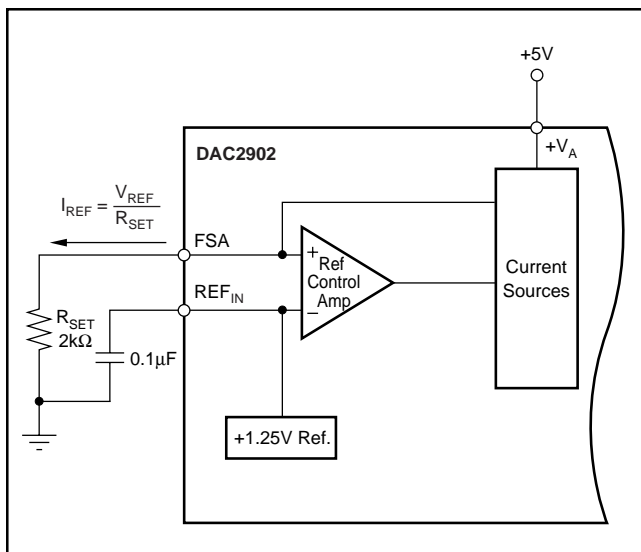 +5V
+V_A
DAC2902
I_REF = V_REF / R_SET
FSA
REF_IN
+
Ref
Control
Amp
–
Current
Sources
R_SET
2kΩ
0.1µF
+1.25V Ref.